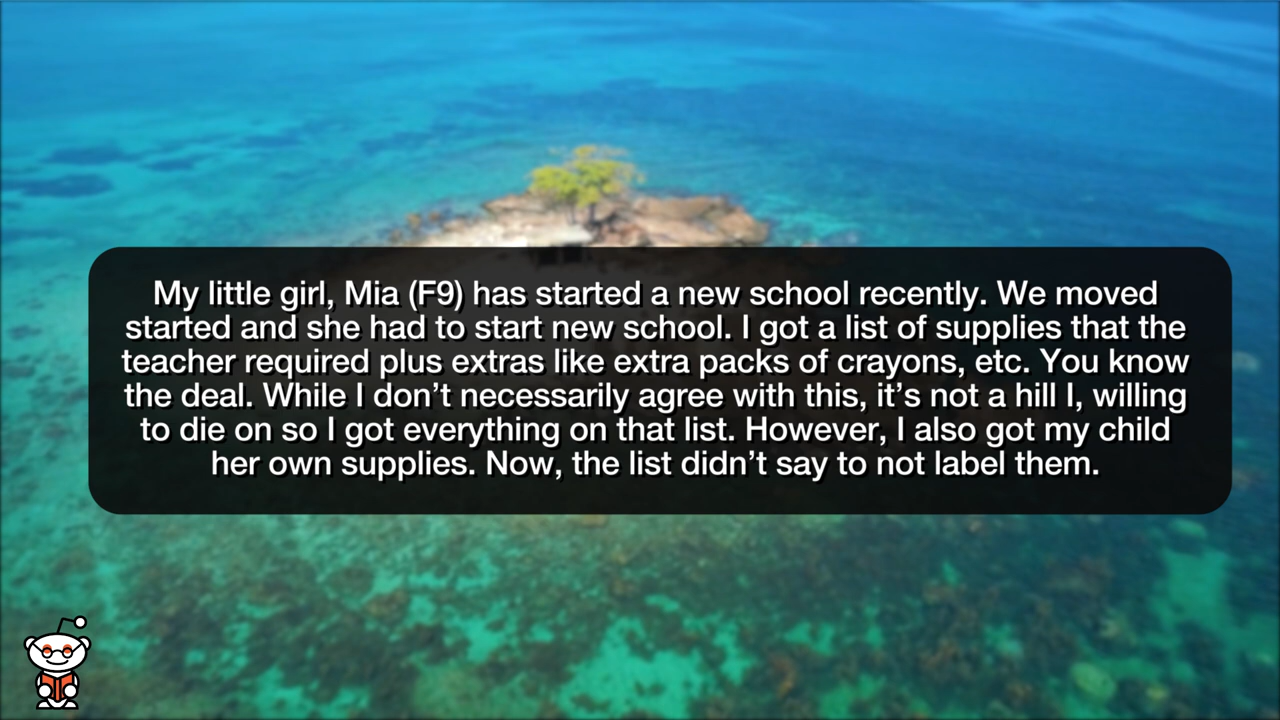 My little girl, Mia (F9) has started a new school recently. We moved
started and she had to start new school. I got a list of supplies that the
teacher required plus extras like extra packs of crayons, etc. You know
the deal. While I don’t necessarily agree with this, it’s not a hill I, willing
to die on so I got everything on that list. However, I also got my child
her own supplies. Now, the list didn’t say to not label them.